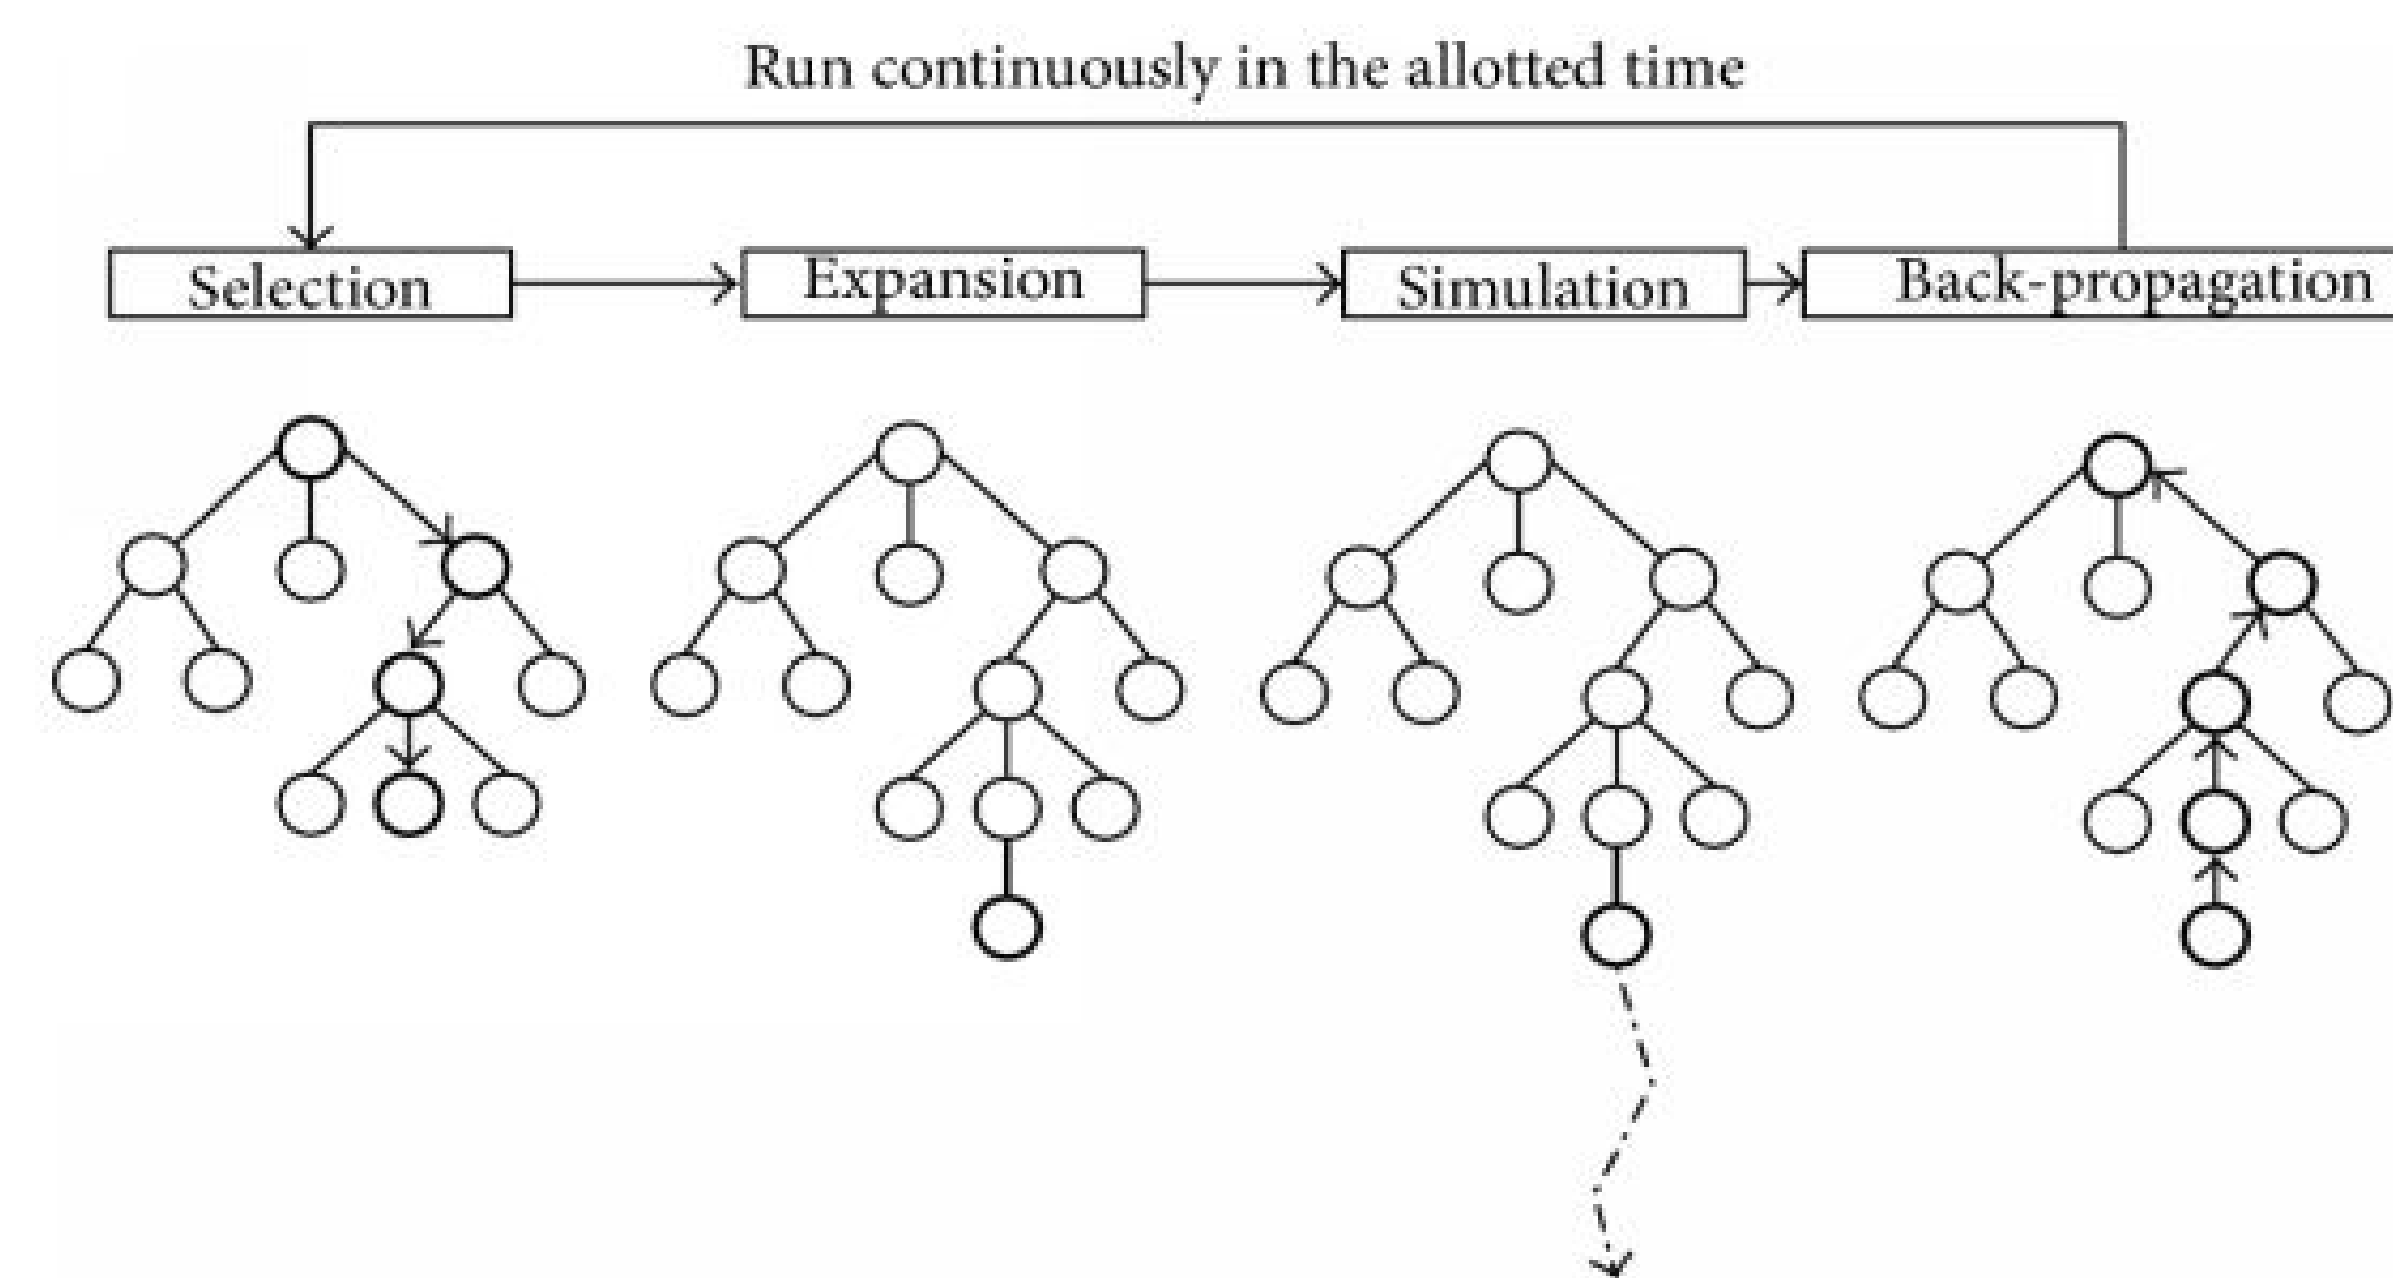 Run continuously in the allotted time
Selection
Expansion
Simulation
Back-propagation